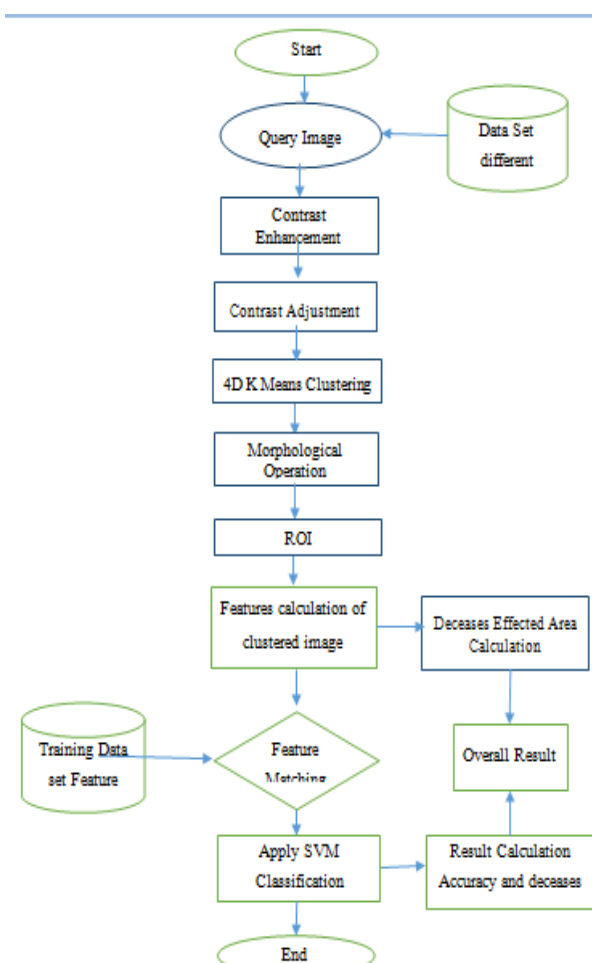 Start
Query Image
Data Set
different
Contrast
Enhancement
Contrast Adjustment
4D K Means Clustering
Morphological
Operation
ROI
Features calculation of
clustered image
Deceases Effected Area
Calculation
Training Data
set Feature
Feature
Matching
Overall Result
Apply SVM
Classification
Result Calculation
Accuracy and deceases
End